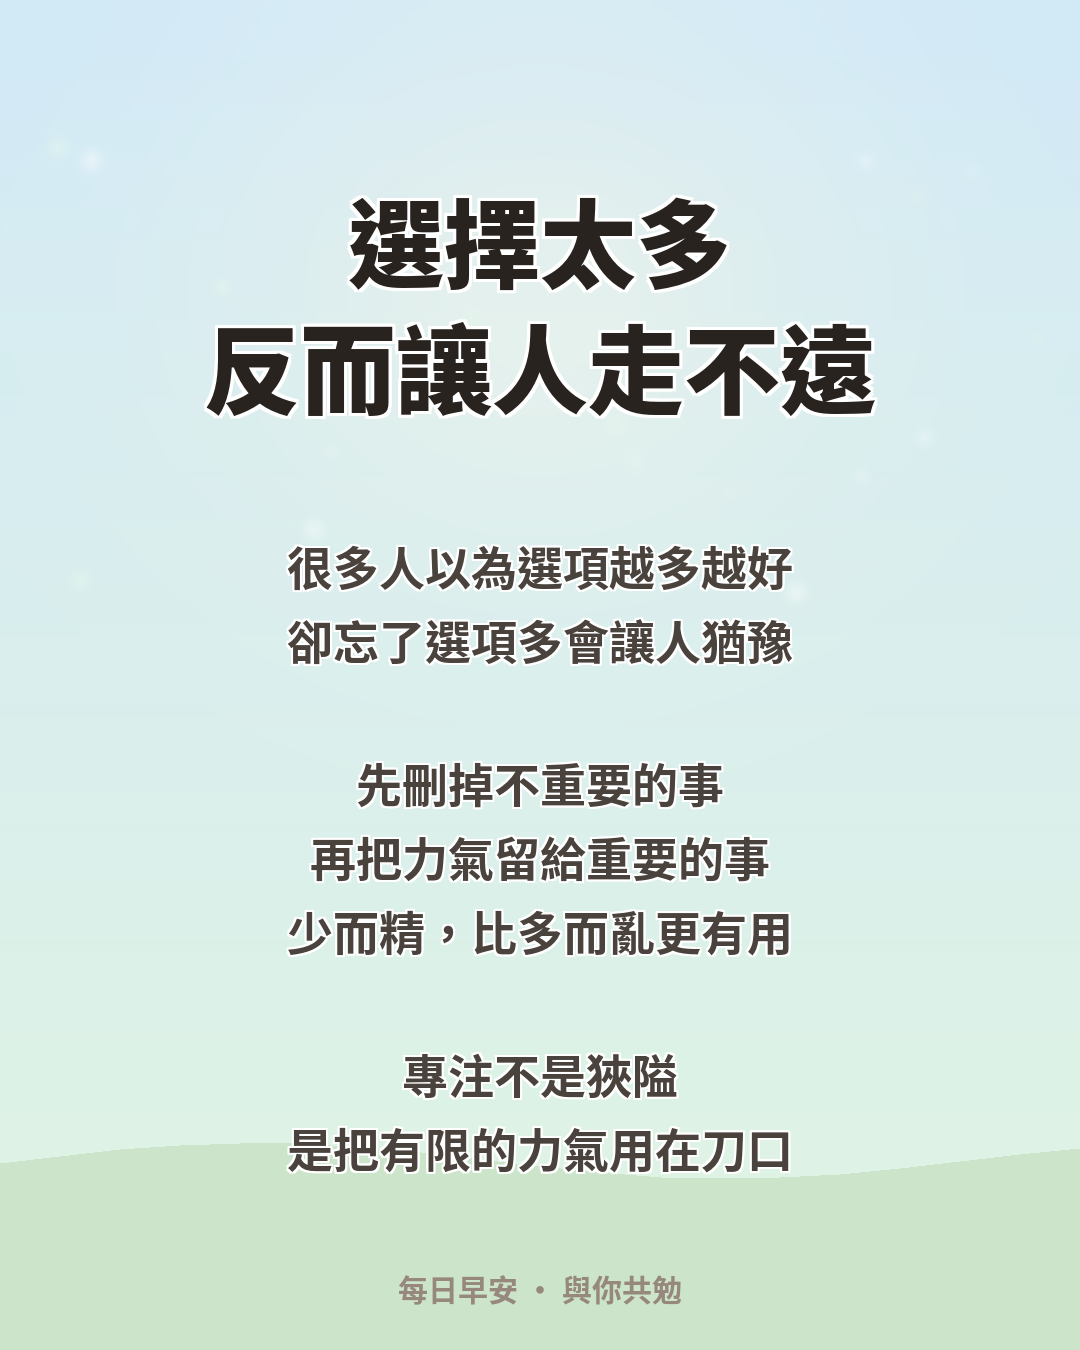 選擇太多
反而讓人走不遠
很多人以為選項越多越好
卻忘了選項多會讓人猶豫
先刪掉不重要的事
再把力氣留給重要的事
少而精，比多而亂更有用
專注不是狹隘
是把有限的力氣用在刀口
每日早安 · 與你共勉